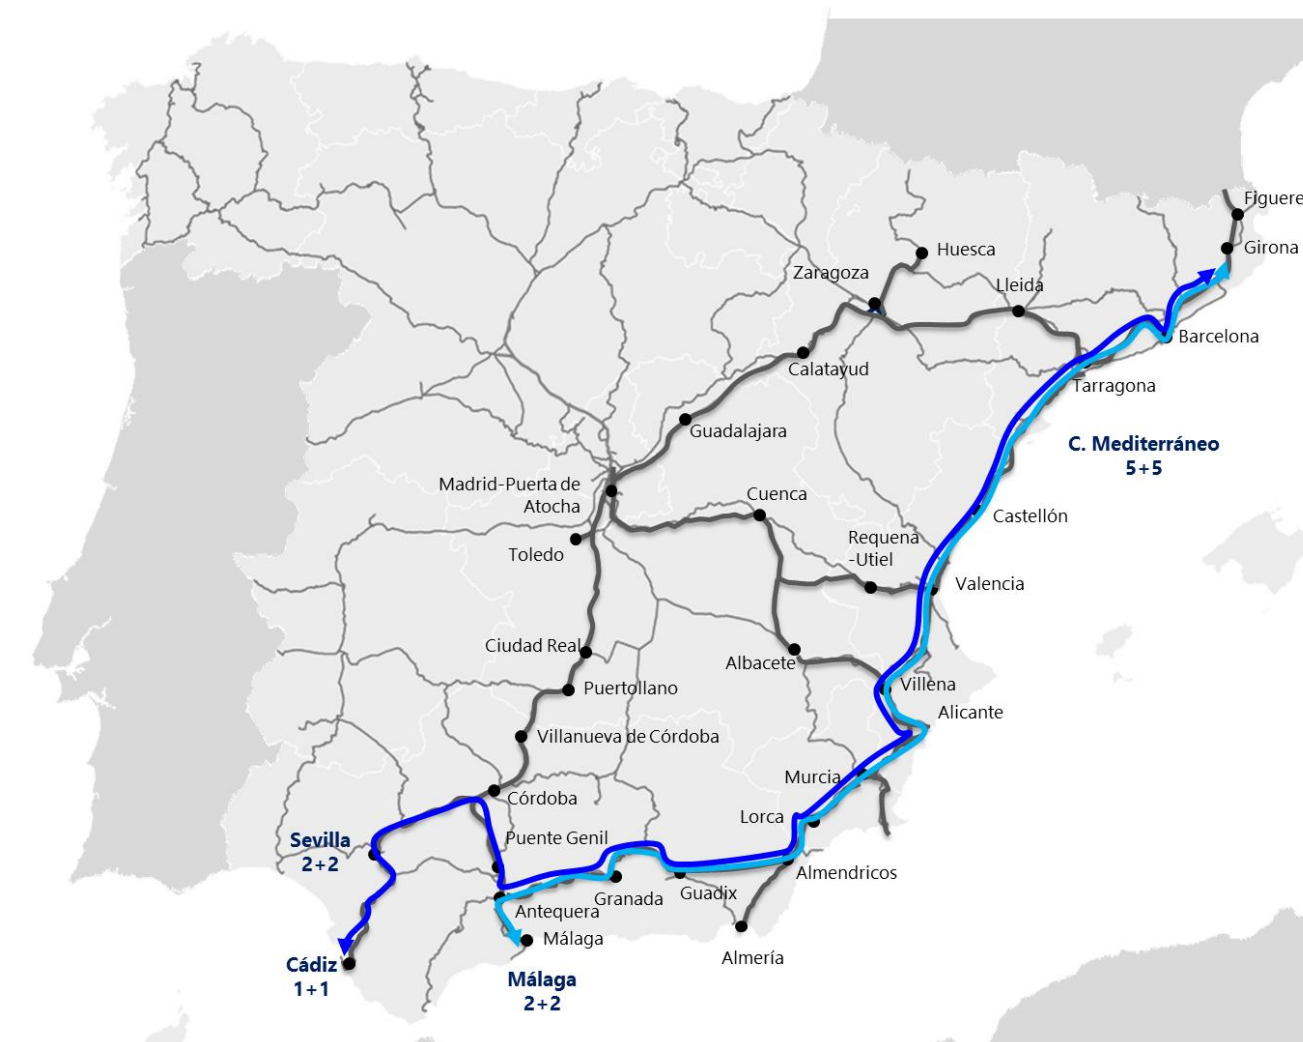 Figuere
Girona
Huesca
Zaragoza
Lleida
Barcelona
Calatayud
Tarragona
Guadalajara
C. Mediterráneo
5+5
Madrid-Puerta de
Atocha
Cuenca
Castellón
Requena
-Utiel
Toledo
Valencia
Ciudad Real
Albacete
Puertollano
Villena
Alicante
Villanueva de Córdoba
Murcia
Córdoba
Lorca
Puente Genil
Sevilla
2+2
Almendricos
Granada
Guadix
Antequera
Málaga
Almería
Cádiz
1+1
Málaga
2+2